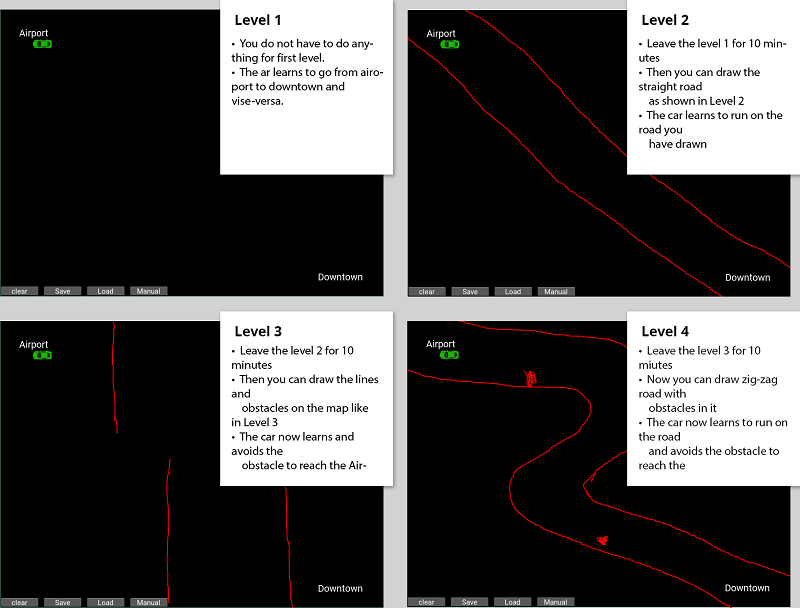 Level 1
Airport
• You do not have to do any-
thing for first level.
• The ar learns to go from airo-
port to downtown and
vise-versa.
Downtown
clear Save Load Manual
Level 2
Airport
• Leave the level 1 for 10 min-
utes
• Then you can draw the
straight road
as shown in Level 2
• The car learns to run on the
road you
have drawn
Downtown
clear Save Load Manual
Level 3
Airport
• Leave the level 2 for 10
minutes
• Then you can draw the lines
and
obstacles on the map like
in Level 3
• The car now learns and
avoids the
obstacle to reach the Air-
Downtown
clear Save Load Manual
Level 4
Airport
• Leave the level 3 for 10
miutes
• Now you can draw zig-zag
road with
obstacles in it
• The car now learns to run on
the road
and avoids the obstacle to
reach the
Downtown
clear Save Load Manual